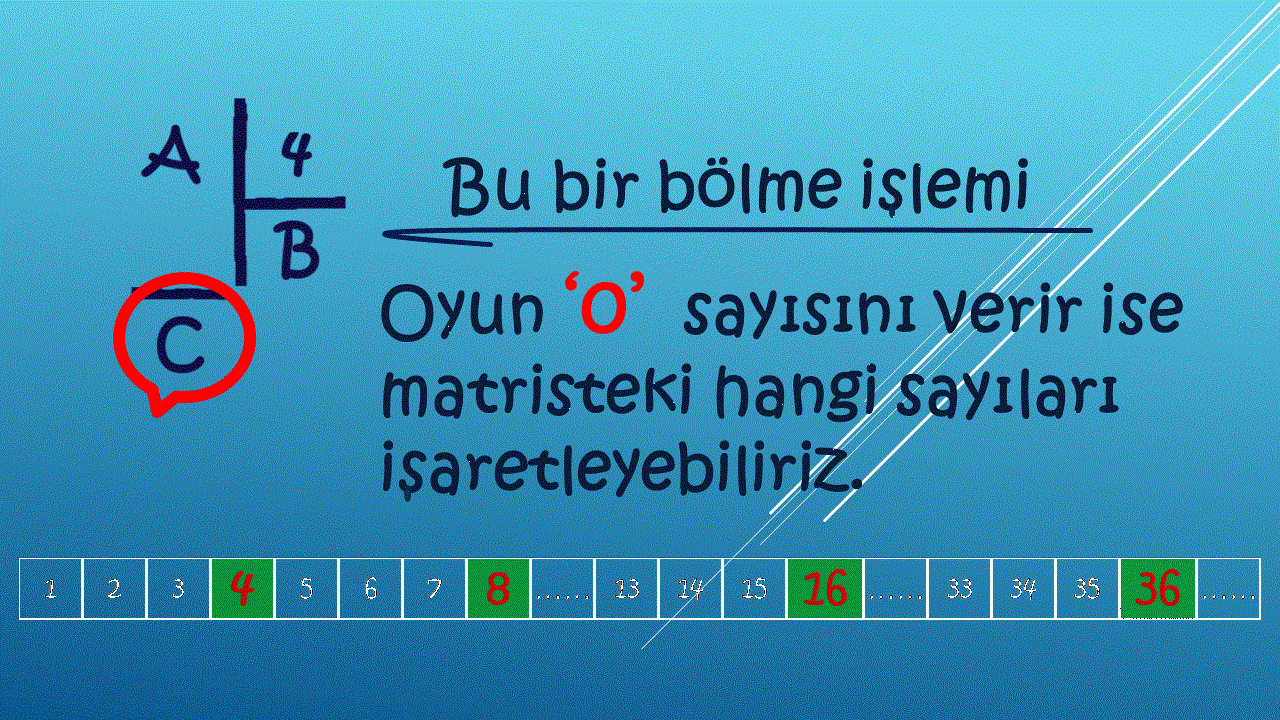 A 4
B
C
Bu bir bölme işlemi
Oyun ‘0’ sayısını verir ise
matristeki hangi sayıları
işaretleyebiliriz.
1 2 3 4 5 6 7 8 ...... 13 14 15 16 ...... 33 34 35 36 ......